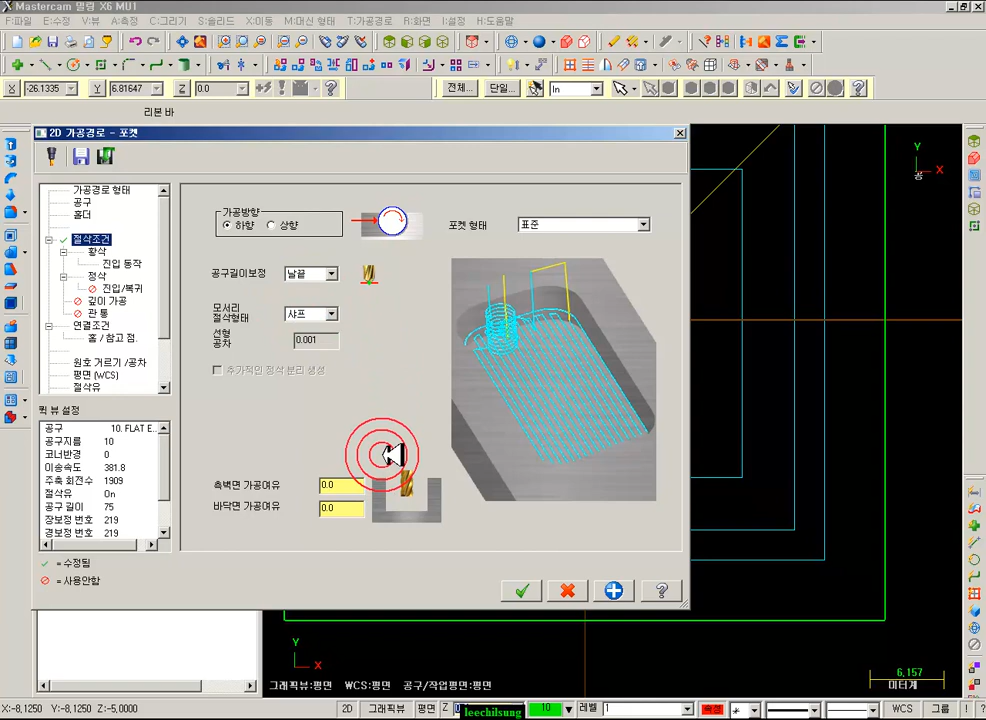 Mastercam 밀링 X6 MU1
F:파일 E:수정 V:뷰 A:측정 C:그리기 S:솔리드 X:이동 M:머신 형태 T:가공경로 R:화면 I:설정 H:도움말
X -26.1335 Y 6.81647 Z 0.0 전체... 단일... In
리본 바
2D 가공경로 - 포켓
가공경로 형태
공구
홀더
절삭조건
황삭
진입 동작
정삭
진입/복귀
깊이 가공
관 통
연결조건
홈 / 참고 점.
원호 거르기 /공차
평면 (WCS)
절삭유
가공방향
하향 상향
포켓 형태 표준
공구길이보정 날끝
모서리 절삭형태 샤프
선형 공차 0.001
추가적인 정삭 분리 생성
측벽면 가공여유 0.0
바닥면 가공여유 0.0
퀵 뷰 설정
공구 10. FLAT E...
공구지름 10
코너반경 0
이송속도 381.8
주축 회전수 1909
절삭유 On
공구 길이 75
장보정 번호 219
경보정 번호 219
= 수정됨
= 사용안함
Y
X
공
Y
X
그래픽뷰:평면 WCS:평면 공구/작업평면:평면
6,157
미터계
X:-8,1250 Y:-8,1250 Z:-5,0000 2D 그래픽뷰 평면 Z 10 레벨 1 속성 WCS 그룹
leechilsung